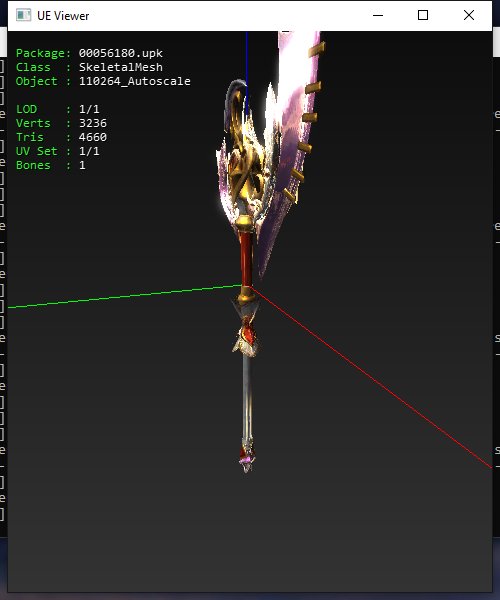 UE Viewer
Package: 00056180.upk
Class  : SkeletalMesh
Object : 110264_Autoscale
LOD    : 1/1
Verts  : 3236
Tris   : 4660
UV Set : 1/1
Bones  : 1